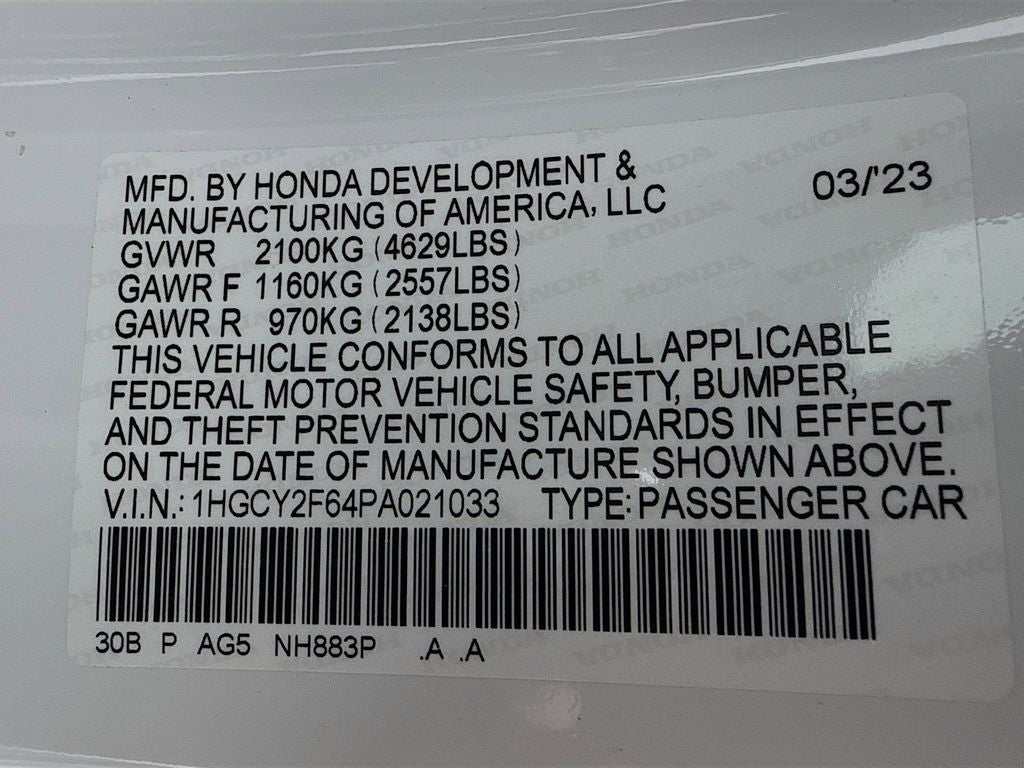 MFD. BY HONDA DEVELOPMENT & 03/'23
MANUFACTURING OF AMERICA, LLC
GVWR 2100KG (4629LBS)
GAWR F 1160KG (2557LBS)
GAWR R 970KG (2138LBS)
THIS VEHICLE CONFORMS TO ALL APPLICABLE
FEDERAL MOTOR VEHICLE SAFETY, BUMPER,
AND THEFT PREVENTION STANDARDS IN EFFECT
ON THE DATE OF MANUFACTURE SHOWN ABOVE.
V.I.N.: 1HGCY2F64PA021033 TYPE: PASSENGER CAR
30B P AG5 NH883P .A .A